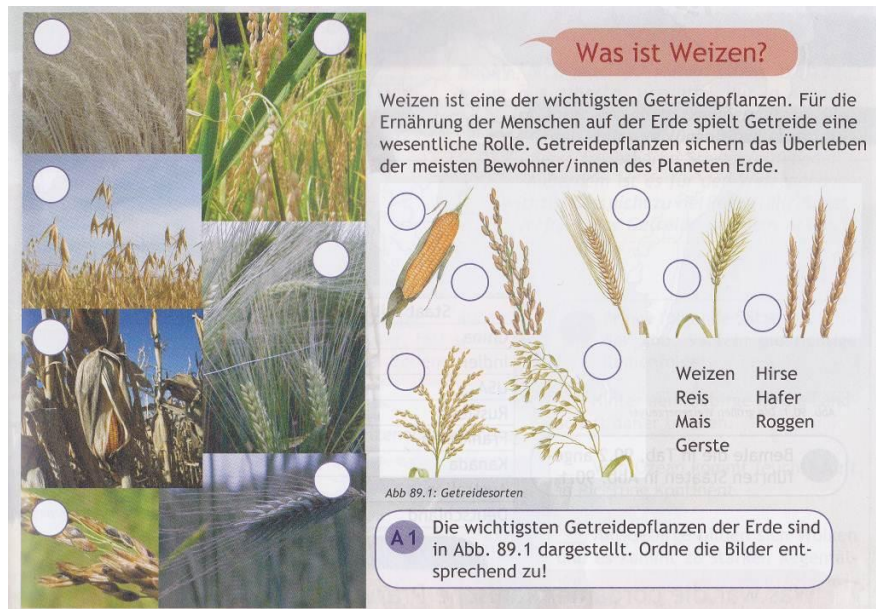 Was ist Weizen?
Weizen ist eine der wichtigsten Getreidepflanzen. Für die
Ernährung der Menschen auf der Erde spielt Getreide eine
wesentliche Rolle. Getreidepflanzen sichern das Überleben
der meisten Bewohner/innen des Planeten Erde.
Weizen Hirse
Reis Hafer
Mais Roggen
Gerste
Abb 89.1: Getreidesorten
A1 Die wichtigsten Getreidepflanzen der Erde sind
in Abb. 89.1 dargestellt. Ordne die Bilder ent-
sprechend zu!